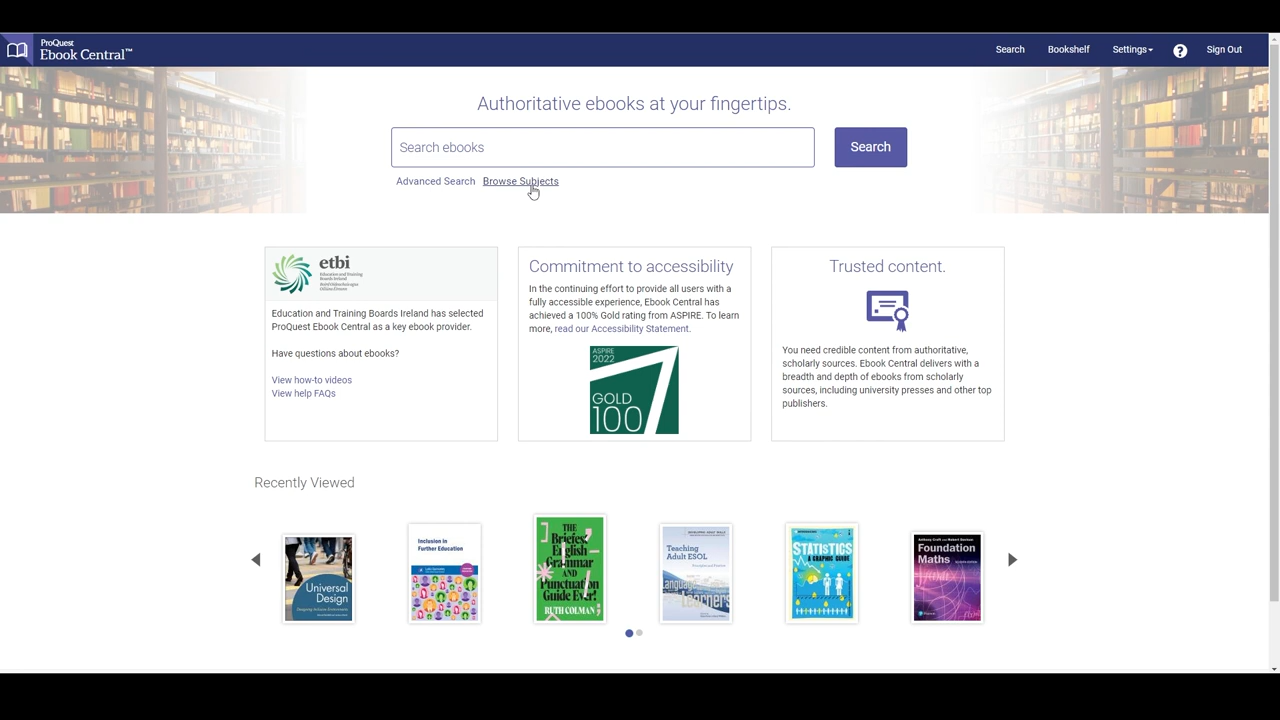 ProQuest
Ebook Central™
Search
Bookshelf
Settings
?
Sign Out
Authoritative ebooks at your fingertips.
Search ebooks
Search
Advanced Search
Browse Subjects
etbi
Education and Training
Boards Ireland
Education and Training Boards Ireland has selected
ProQuest Ebook Central as a key ebook provider.
Have questions about ebooks?
View how-to videos
View help FAQs
Commitment to accessibility
In the continuing effort to provide all users with a
fully accessible experience, Ebook Central has
achieved a 100% Gold rating from ASPIRE. To learn
more, read our Accessibility Statement.
ASPIRE
2022
GOLD
100
Trusted content.
You need credible content from authoritative,
scholarly sources. Ebook Central delivers with a
breadth and depth of ebooks from scholarly
sources, including university presses and other top
publishers.
Recently Viewed
Universal
Design
Inclusion in
Further Education
THE
Briefest
English
Grammar
AND
Punctuation
Guide Ever!
RUTH COLMAN
Teaching
Adult ESOL
Language
Learners
STATISTICS
A GRAPHIC GUIDE
Foundation
Maths